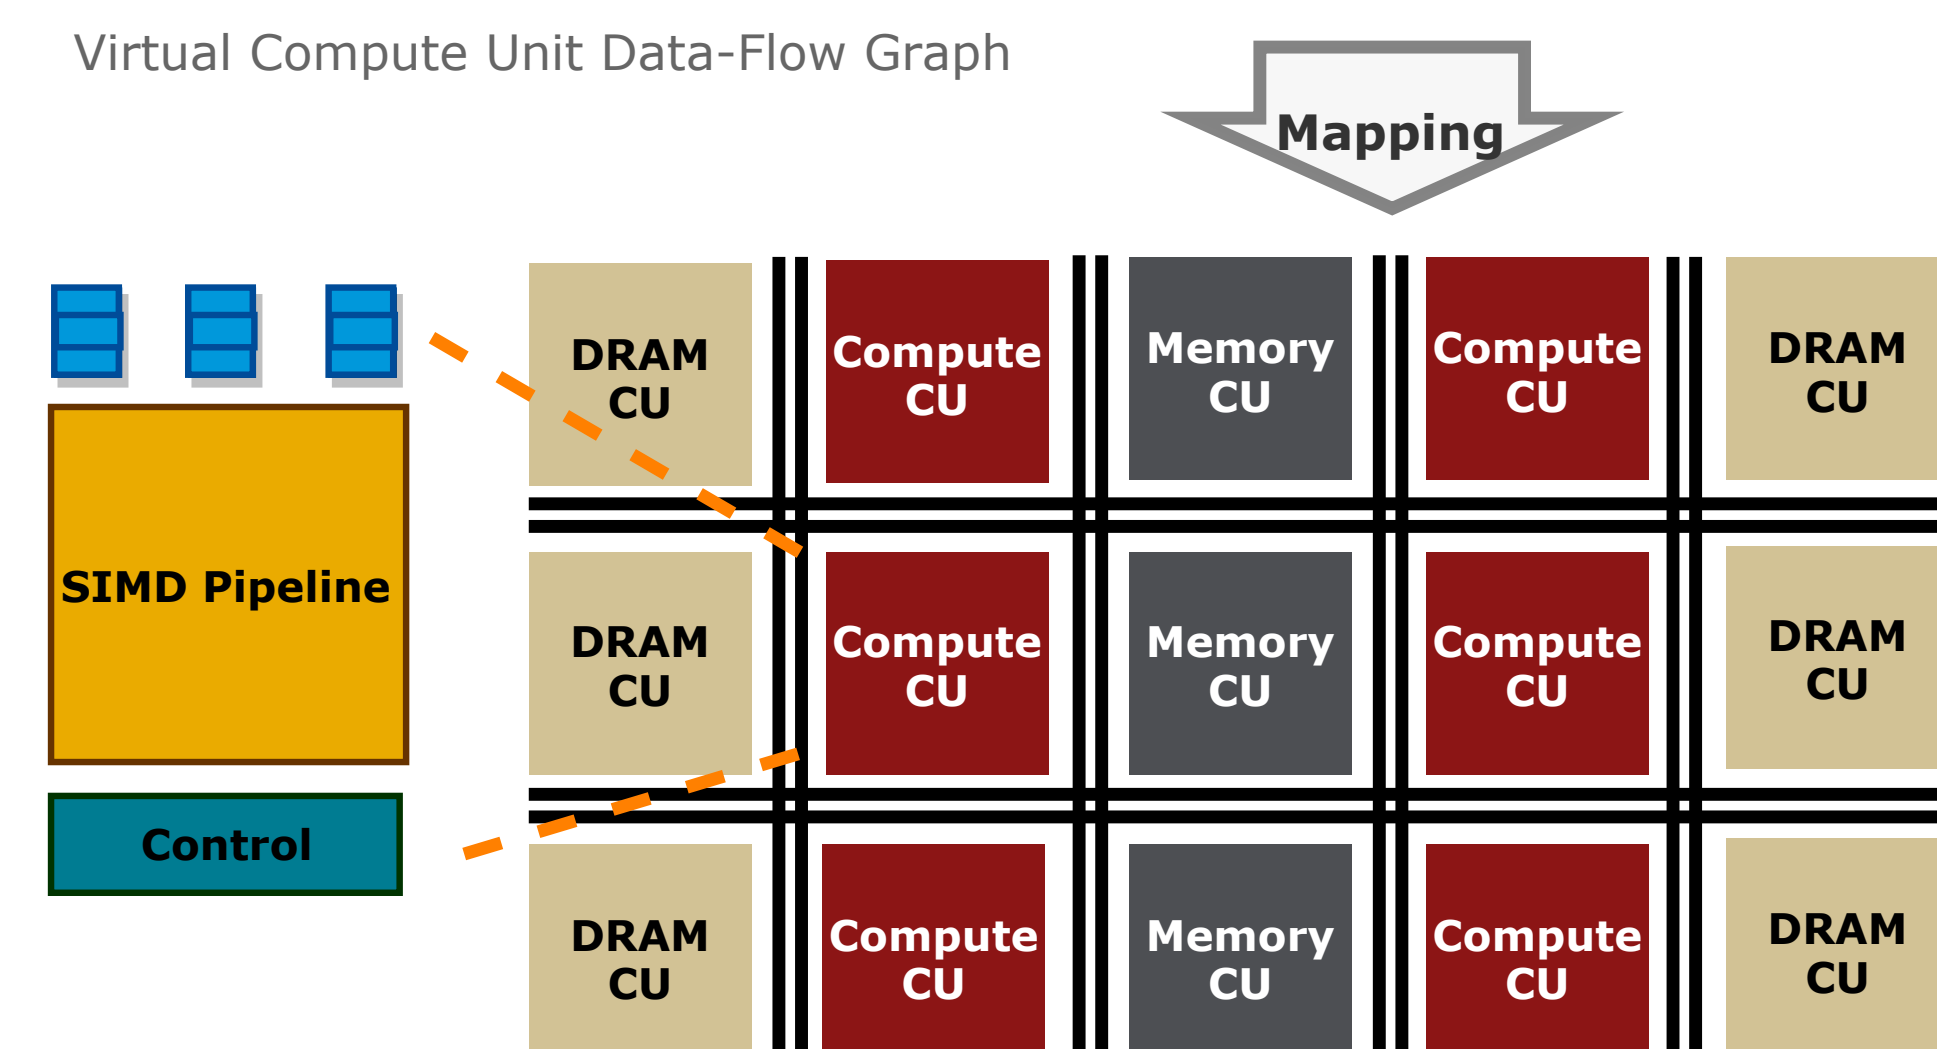 Virtual Compute Unit Data-Flow Graph
Mapping
DRAM
CU
Compute
CU
Memory
CU
Compute
CU
DRAM
CU
SIMD Pipeline
DRAM
CU
Compute
CU
Memory
CU
Compute
CU
DRAM
CU
Control
DRAM
CU
Compute
CU
Memory
CU
Compute
CU
DRAM
CU